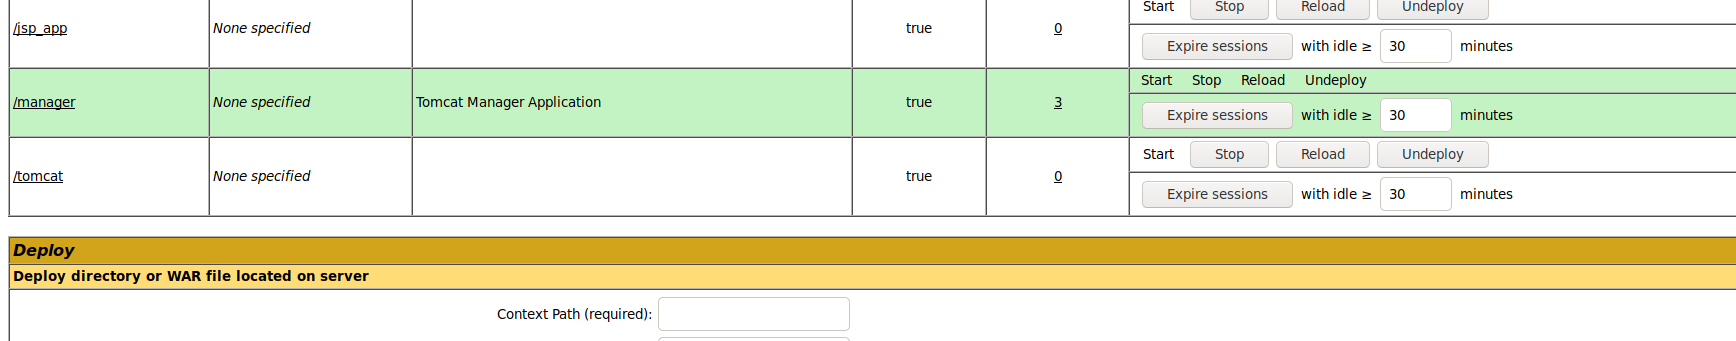 Start Stop Reload Undeploy
/jsp_app None specified true 0
Expire sessions with idle ≥ 30 minutes
Start Stop Reload Undeploy
/manager None specified Tomcat Manager Application true 3
Expire sessions with idle ≥ 30 minutes
Start Stop Reload Undeploy
/tomcat None specified true 0
Expire sessions with idle ≥ 30 minutes
Deploy
Deploy directory or WAR file located on server
Context Path (required):